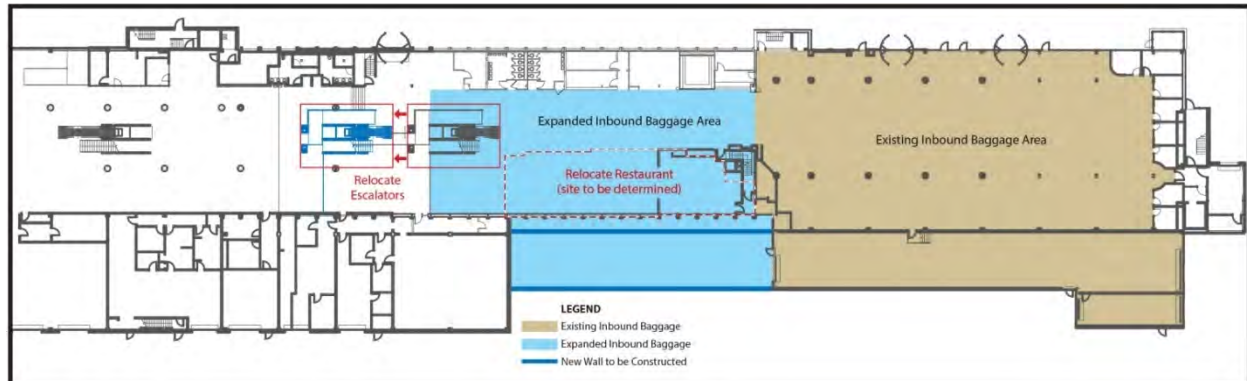 Expanded Inbound Baggage Area
Existing Inbound Baggage Area
Relocate
Escalators
Relocate Restaurant
(site to be determined)
LEGEND
Existing Inbound Baggage
Expanded Inbound Baggage
New Wall to be Constructed